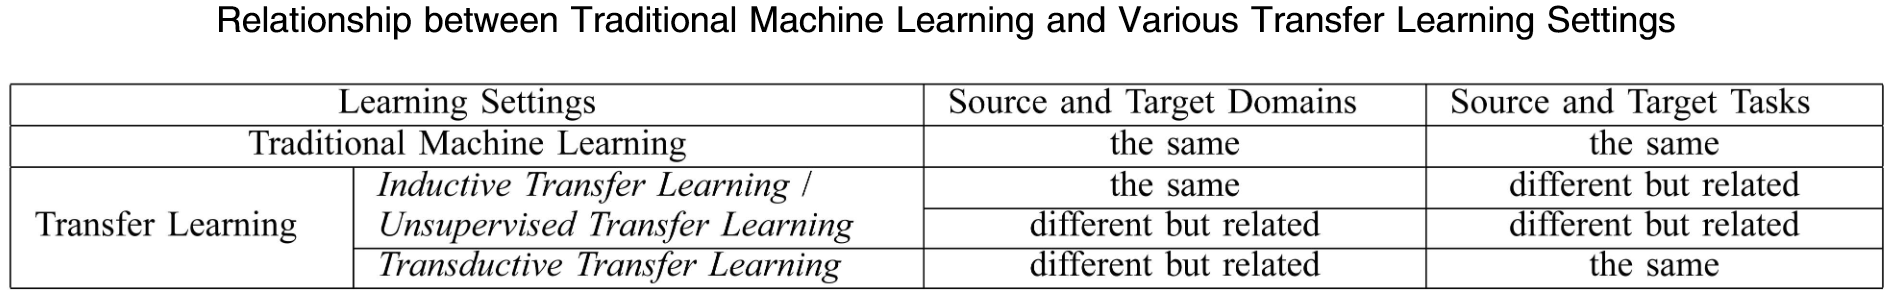 Relationship between Traditional Machine Learning and Various Transfer Learning Settings
Learning Settings Source and Target Domains Source and Target Tasks
Traditional Machine Learning the same the same
Inductive Transfer Learning / the same different but related
Transfer Learning Unsupervised Transfer Learning different but related different but related
Transductive Transfer Learning different but related the same